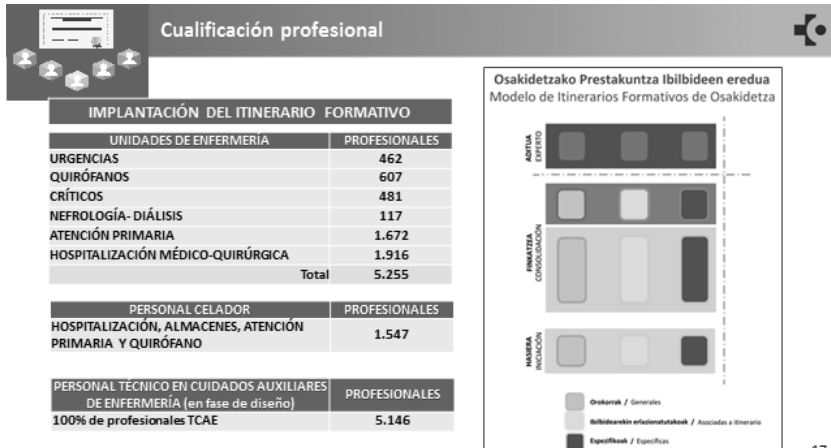 Cualificación profesional
IMPLANTACIÓN DEL ITINERARIO FORMATIVO
UNIDADES DE ENFERMERÍA PROFESIONALES
URGENCIAS 462
QUIRÓFANOS 607
CRÍTICOS 481
NEFROLOGÍA- DIÁLISIS 117
ATENCIÓN PRIMARIA 1.672
HOSPITALIZACIÓN MÉDICO-QUIRÚRGICA 1.916
Total 5.255
PERSONAL CELADOR PROFESIONALES
HOSPITALIZACIÓN, ALMACENES, ATENCIÓN
PRIMARIA Y QUIRÓFANO 1.547
PERSONAL TÉCNICO EN CUIDADOS AUXILIARES
DE ENFERMERÍA (en fase de diseño) PROFESIONALES
100% de profesionales TCAE 5.146
Osakidetzako Prestakuntza Ibilbideen eredua
Modelo de Itinerarios Formativos de Osakidetza
ADITUA
EXPERTO
FINKATZEA
CONSOLIDACIÓN
HASIERA
INICIACIÓN
Orokorrak / Generales
Ibilbidearekin erlazionatutakoak / Asociadas a itinerario
Espezifikoak / Específicas